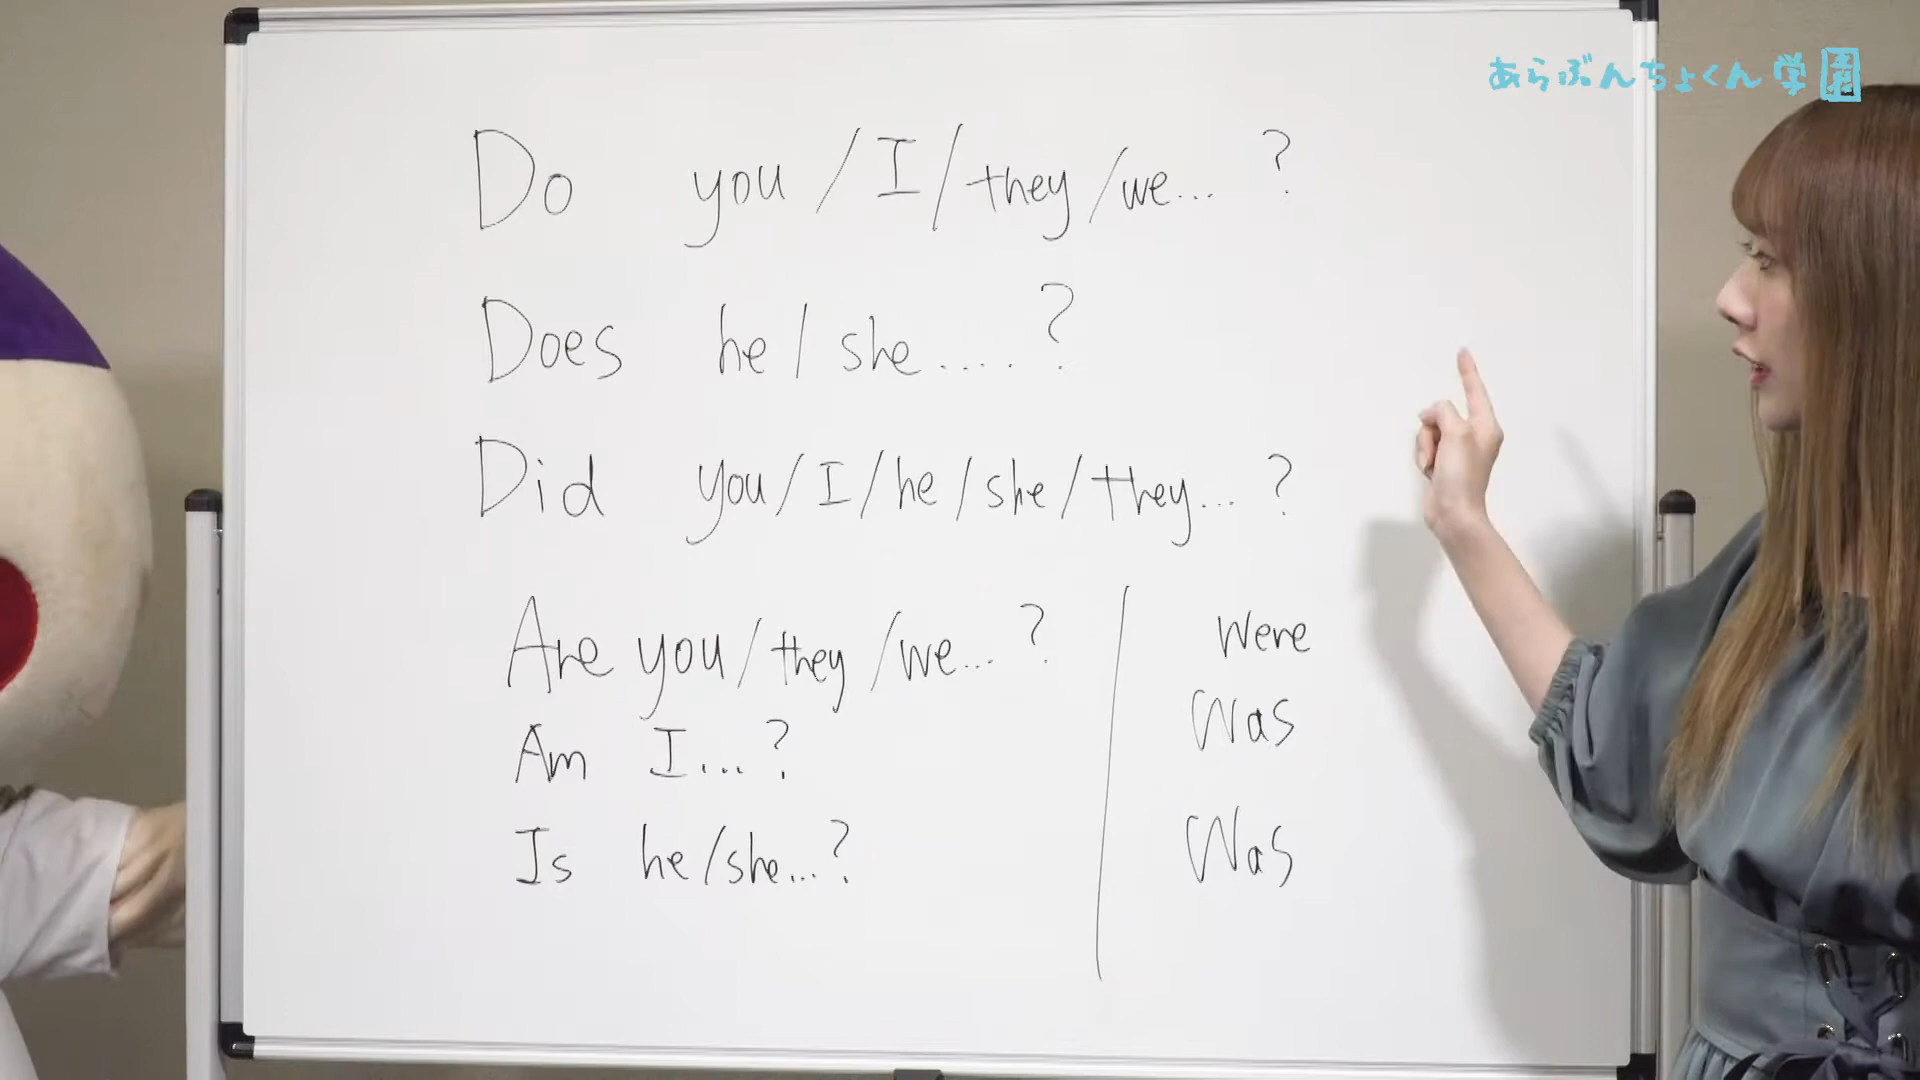 あらぶんちょくん学園
Do you / I / they / we... ?
Does he / she .... ?
Did you / I / he / she / they... ?
Are you / they / we... ? | Were
Am I...? Was
Is he / she...? Was